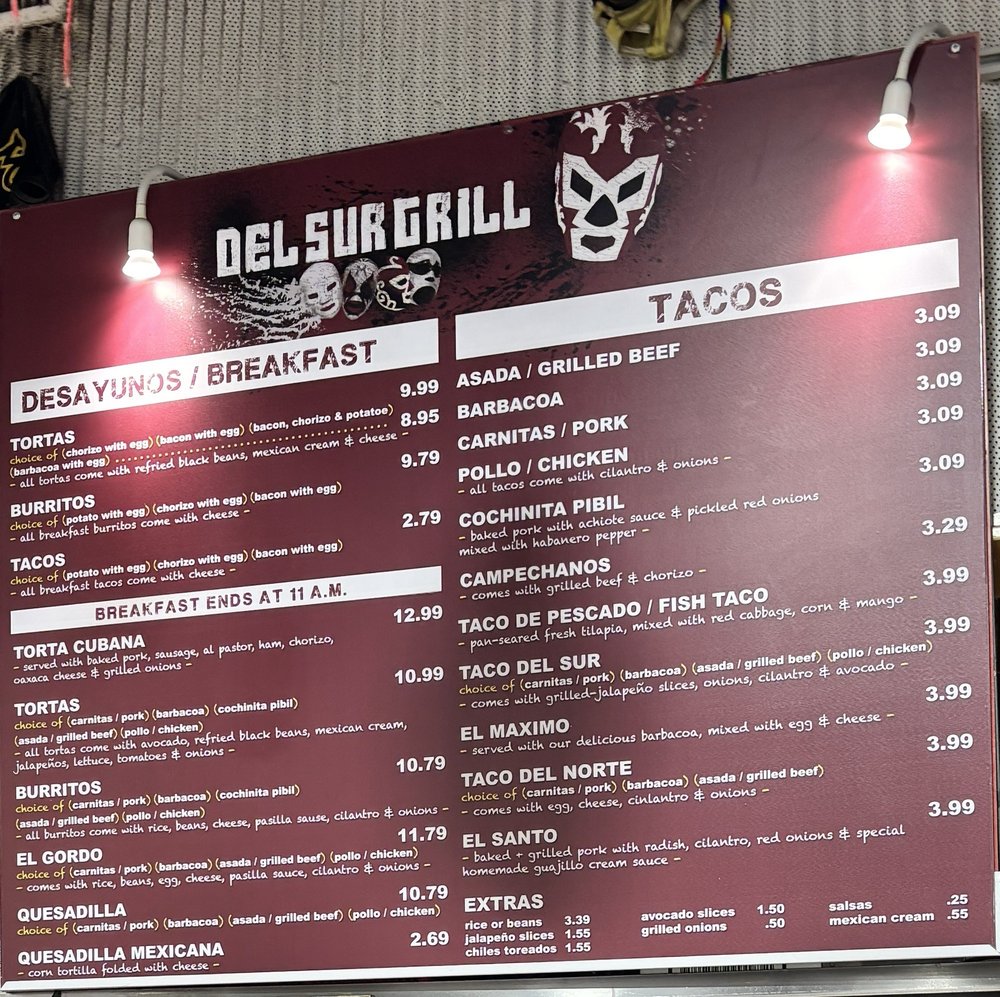 DEL SUR GRILL
DESAYUNOS / BREAKFAST
TORTAS 9.99
choice of (chorizo with egg) (bacon with egg) (bacon, chorizo & potatoe)
(barbacoa with egg) ........................................ 8.95
- all tortas come with refried black beans, mexican cream & cheese -
BURRITOS 9.79
choice of (potato with egg) (chorizo with egg) (bacon with egg)
- all breakfast burritos come with cheese -
TACOS 2.79
choice of (potato with egg) (chorizo with egg) (bacon with egg)
- all breakfast tacos come with cheese -
BREAKFAST ENDS AT 11 A.M.
TORTA CUBANA 12.99
- served with baked pork, sausage, al pastor, ham, chorizo,
oaxaca cheese & grilled onions -
TORTAS 10.99
choice of (carnitas / pork) (barbacoa) (cochinita pibil)
(asada / grilled beef) (pollo / chicken)
- all tortas come with avocado, refried black beans, mexican cream,
jalapeños, lettuce, tomatoes & onions -
BURRITOS 10.79
choice of (carnitas / pork) (barbacoa) (cochinita pibil)
(asada / grilled beef) (pollo / chicken)
- all burritos come with rice, beans, cheese, pasilla sause, cilantro & onions -
EL GORDO 11.79
choice of (carnitas / pork) (barbacoa) (asada / grilled beef) (pollo / chicken)
- comes with rice, beans, egg, cheese, pasilla sauce, cilantro & onions -
QUESADILLA 10.79
choice of (carnitas / pork) (barbacoa) (asada / grilled beef) (pollo / chicken)
QUESADILLA MEXICANA 2.69
- corn tortilla folded with cheese -
TACOS
ASADA / GRILLED BEEF 3.09
BARBACOA 3.09
CARNITAS / PORK 3.09
POLLO / CHICKEN 3.09
- all tacos come with cilantro & onions -
COCHINITA PIBIL 3.09
- baked pork with achiote sauce & pickled red onions
mixed with habanero pepper -
CAMPECHANOS 3.29
- comes with grilled beef & chorizo -
TACO DE PESCADO / FISH TACO 3.99
- pan-seared fresh tilapia, mixed with red cabbage, corn & mango -
TACO DEL SUR 3.99
choice of (carnitas / pork) (barbacoa) (asada / grilled beef) (pollo / chicken)
- comes with grilled-jalapeño slices, onions, cilantro & avocado -
EL MAXIMO 3.99
- served with our delicious barbacoa, mixed with egg & cheese -
TACO DEL NORTE 3.99
choice of (carnitas / pork) (barbacoa) (asada / grilled beef)
- comes with egg, cheese, cinlantro & onions -
EL SANTO 3.99
- baked + grilled pork with radish, cilantro, red onions & special
homemade guajillo cream sauce -
EXTRAS
rice or beans 3.39
jalapeño slices 1.55
chiles toreados 1.55
avocado slices 1.50
grilled onions .50
salsas .25
mexican cream .55